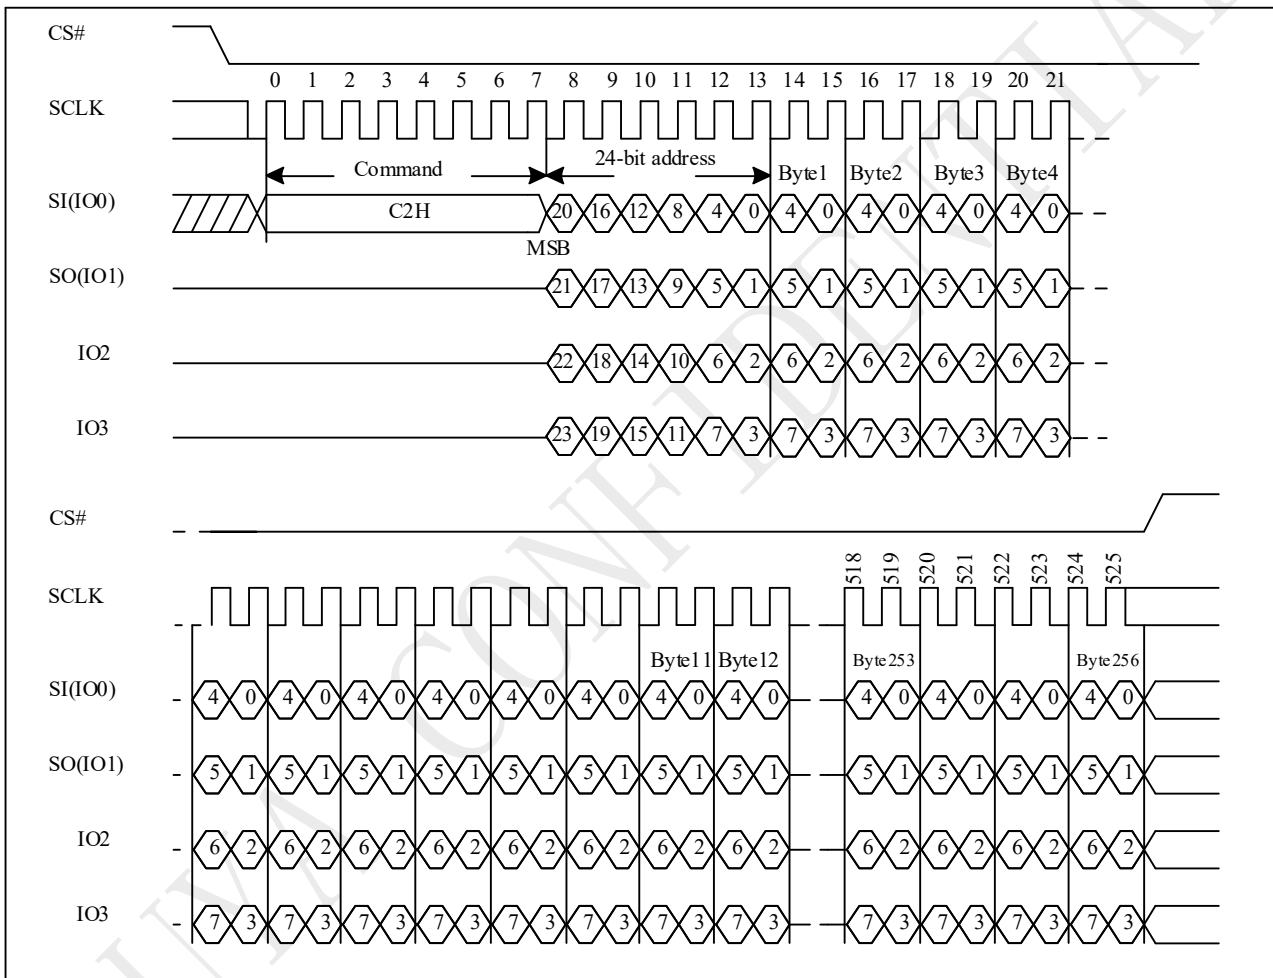 CS#
0 1 2 3 4 5 6 7 8 9 10 11 12 13 14 15 16 17 18 19 20 21
SCLK
Command 24-bit address Byte1 Byte2 Byte3 Byte4
SI(IO0) C2H 20 16 12 8 4 0 4 0 4 0 4 0 4 0
MSB
SO(IO1) 21 17 13 9 5 1 5 1 5 1 5 1 5 1
IO2 22 18 14 10 6 2 6 2 6 2 6 2 6 2
IO3 23 19 15 11 7 3 7 3 7 3 7 3 7 3
CS#
518 519 520 521 522 523 524 525
SCLK
Byte11 Byte12 Byte253 Byte256
SI(IO0) 4 0 4 0 4 0 4 0 4 0 4 0 4 0 4 0 4 0 4 0 4 0 4 0
SO(IO1) 5 1 5 1 5 1 5 1 5 1 5 1 5 1 5 1 5 1 5 1 5 1 5 1
IO2 6 2 6 2 6 2 6 2 6 2 6 2 6 2 6 2 6 2 6 2 6 2 6 2
IO3 7 3 7 3 7 3 7 3 7 3 7 3 7 3 7 3 7 3 7 3 7 3 7 3
UYA CONFIDENTIA